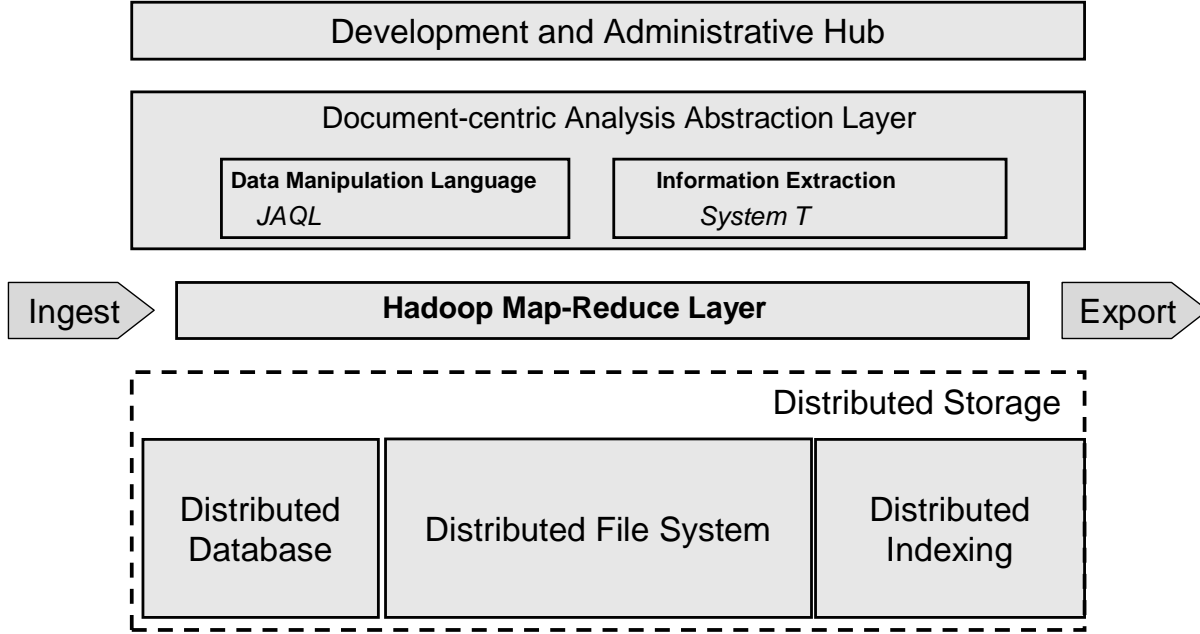 Development and Administrative Hub
Document-centric Analysis Abstraction Layer
Data Manipulation Language
JAQL
Information Extraction
System T
Ingest
Hadoop Map-Reduce Layer
Export
Distributed Storage
Distributed
Database
Distributed File System
Distributed
Indexing